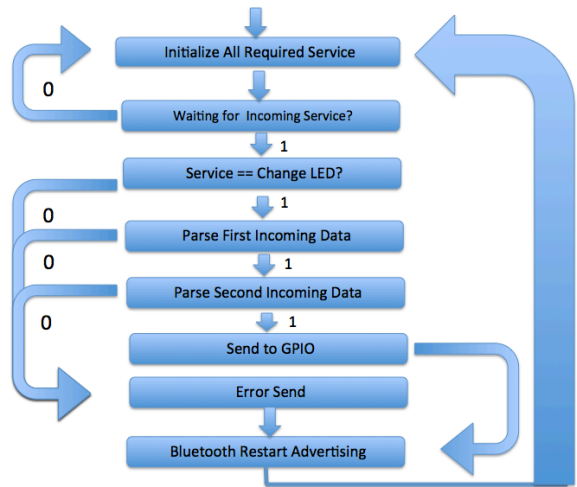 Initialize All Required Service
0
Waiting for Incoming Service?
1
Service == Change LED?
1
0
Parse First Incoming Data
0
1
Parse Second Incoming Data
0
1
Send to GPIO
Error Send
Bluetooth Restart Advertising